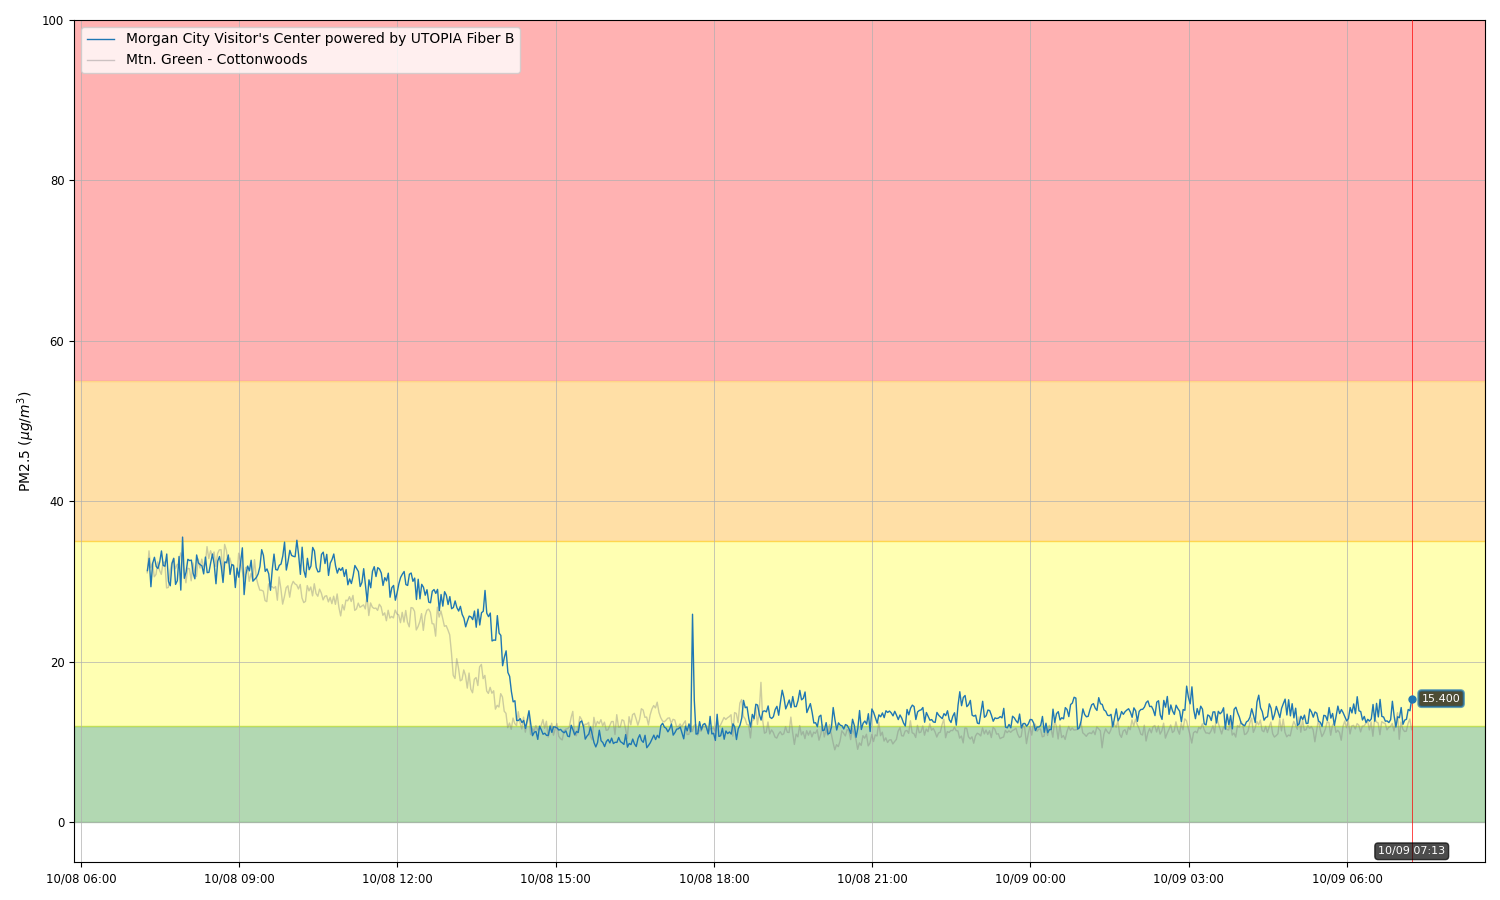 Morgan City Visitor's Center powered by UTOPIA Fiber B
Mtn. Green - Cottonwoods
100
80
60
40
20
0
PM2.5 (μg/m³)
15.400
10/09 07:13
10/08 06:00 10/08 09:00 10/08 12:00 10/08 15:00 10/08 18:00 10/08 21:00 10/09 00:00 10/09 03:00 10/09 06:00